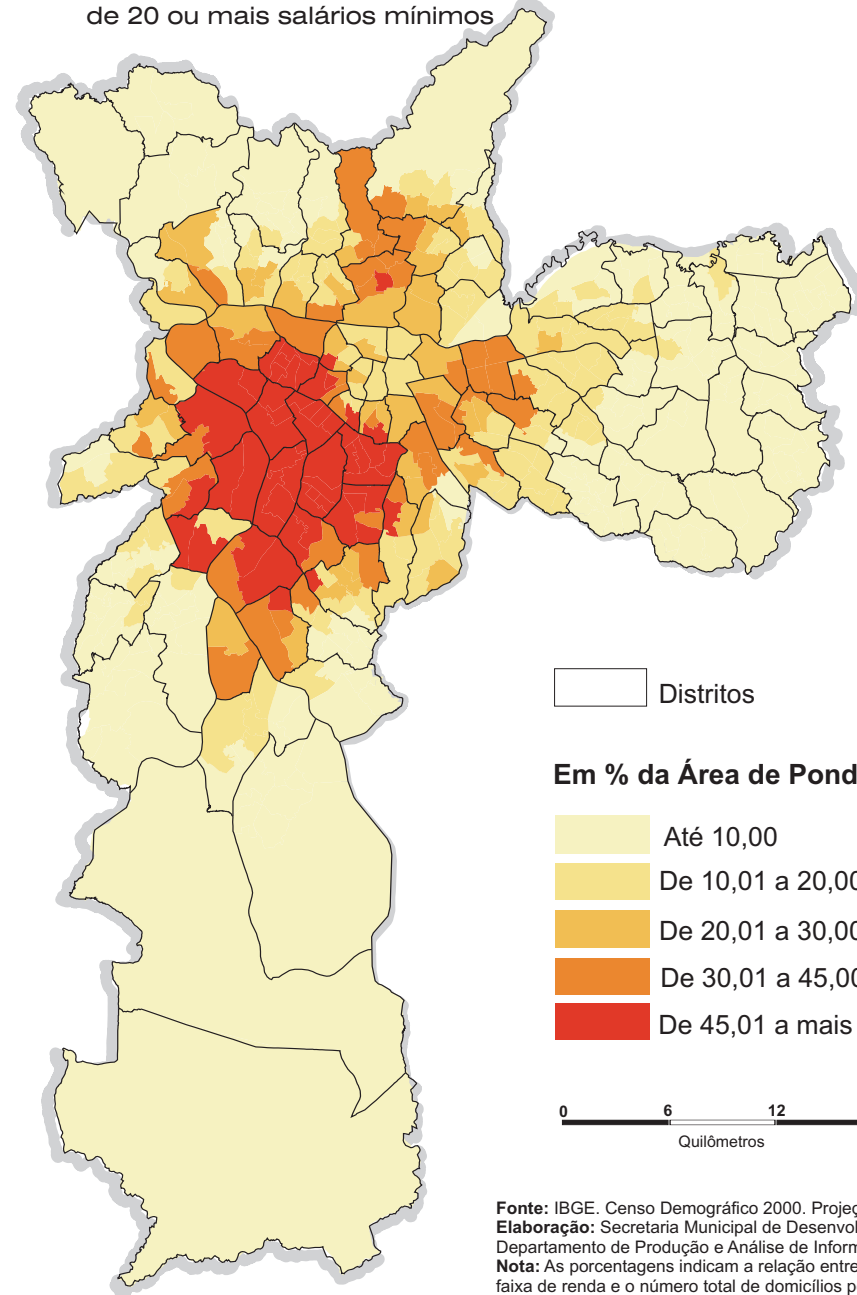 de 20 ou mais salários mínimos
Distritos
Em % da Área de Pond
Até 10,00
De 10,01 a 20,00
De 20,01 a 30,00
De 30,01 a 45,00
De 45,01 a mais
0 6 12
Quilômetros
Fonte: IBGE. Censo Demográfico 2000. Projeç
Elaboração: Secretaria Municipal de Desenvol
Departamento de Produção e Análise de Inform
Nota: As porcentagens indicam a relação entre
faixa de renda e o número total de domicílios p